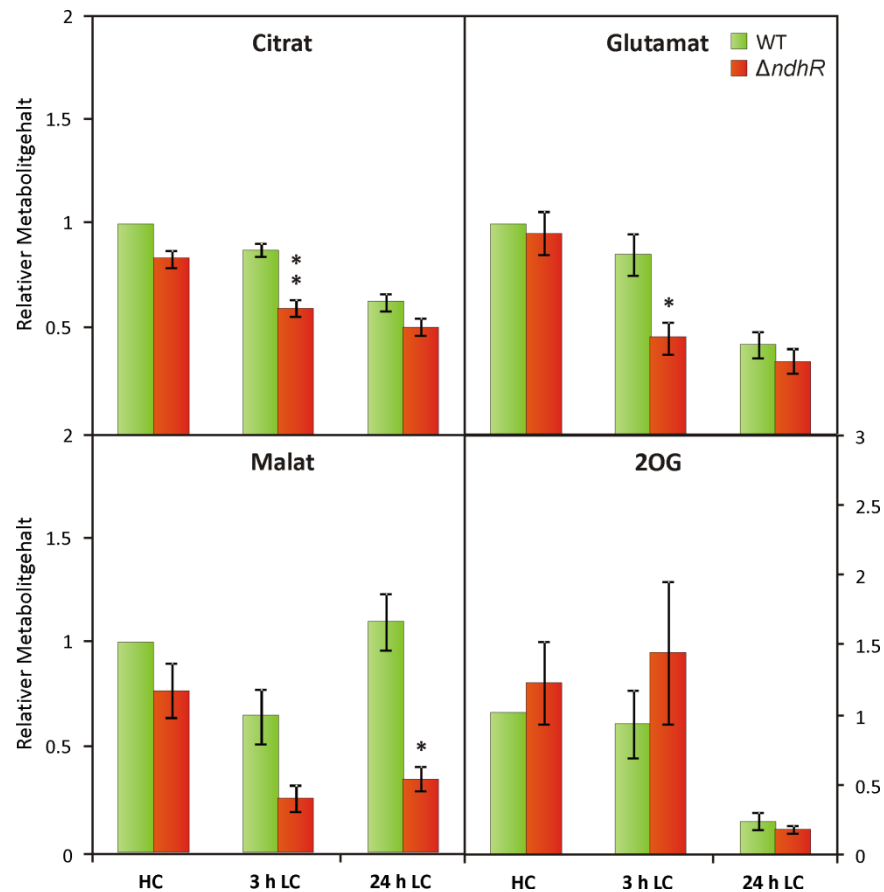 2
Citrat
Glutamat
WT
ΔndhR
1.5
1
0.5
Relativer Metabolitgehalt
*
*
*
2
3
Malat
2OG
2.5
1.5
2
1
1.5
1
0.5
0.5
0
0
Relativer Metabolitgehalt
*
HC
3 h LC
24 h LC
HC
3 h LC
24 h LC